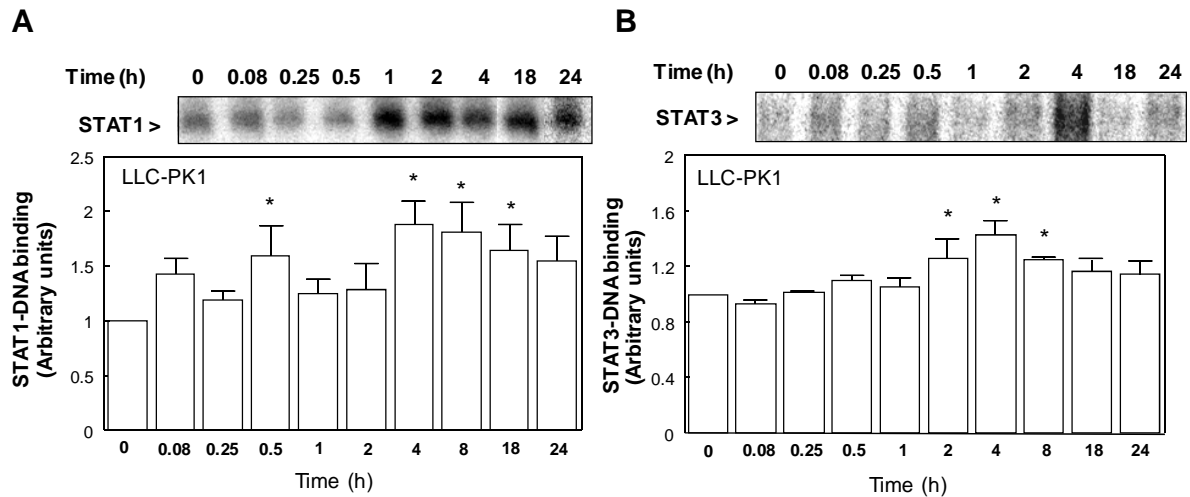 A
Time (h) 0 0.08 0.25 0.5 1 2 4 18 24
STAT1 >
2.5
2
1.5
1
0.5
0
STAT1-DNA binding
(Arbitrary units)
LLC-PK1
* * * *
0 0.08 0.25 0.5 1 2 4 8 18 24
Time (h)
B
Time (h) 0 0.08 0.25 0.5 1 2 4 18 24
STAT3 >
2
1.6
1.2
0.8
0.4
0
STAT3-DNA binding
(Arbitrary units)
LLC-PK1
* * *
0 0.08 0.25 0.5 1 2 4 8 18 24
Time (h)